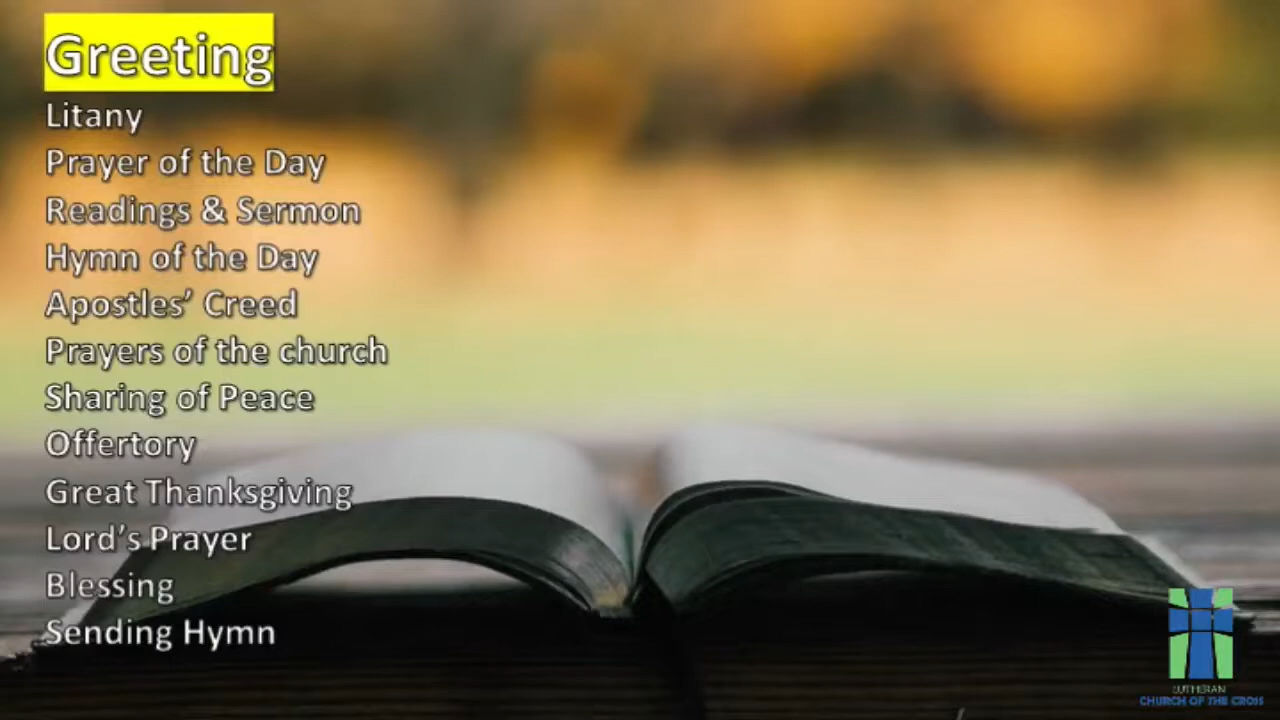 Greeting
Litany
Prayer of the Day
Readings & Sermon
Hymn of the Day
Apostles’ Creed
Prayers of the church
Sharing of Peace
Offertory
Great Thanksgiving
Lord’s Prayer
Blessing
Sending Hymn
LUTHERAN
CHURCH OF THE CROSS